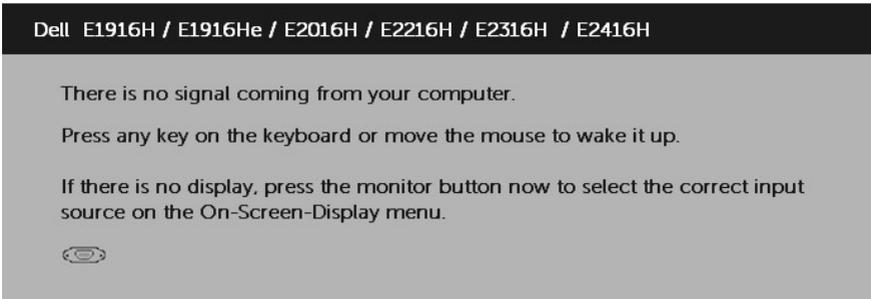 Dell E1916H / E1916He / E2016H / E2216H / E2316H / E2416H
There is no signal coming from your computer.
Press any key on the keyboard or move the mouse to wake it up.
If there is no display, press the monitor button now to select the correct input
source on the On-Screen-Display menu.